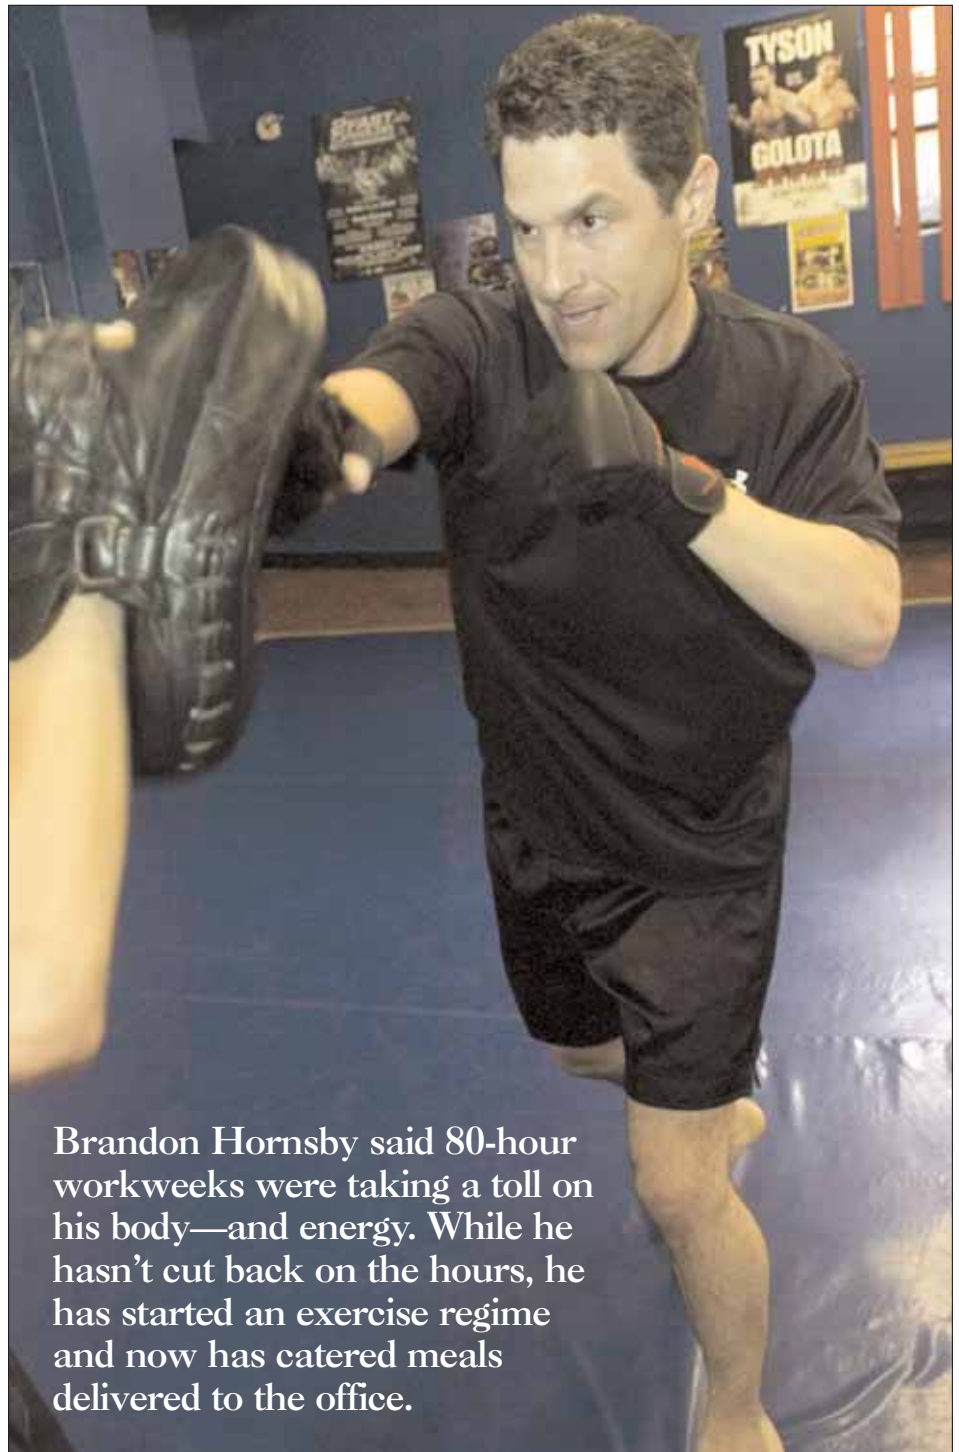 TYSON
GOLOTA
Brandon Hornsby said 80-hour
workweeks were taking a toll on
his body—and energy. While he
hasn’t cut back on the hours, he
has started an exercise regime
and now has catered meals
delivered to the office.